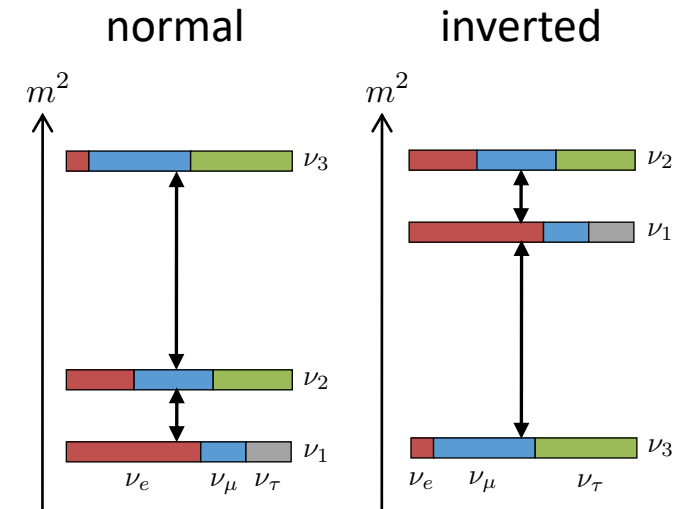 normal inverted
m² m²
ν₃ ν₂
ν₁
ν₂
ν₁ ν₃
νₑ ν_μ ν_τ νₑ ν_μ ν_τ